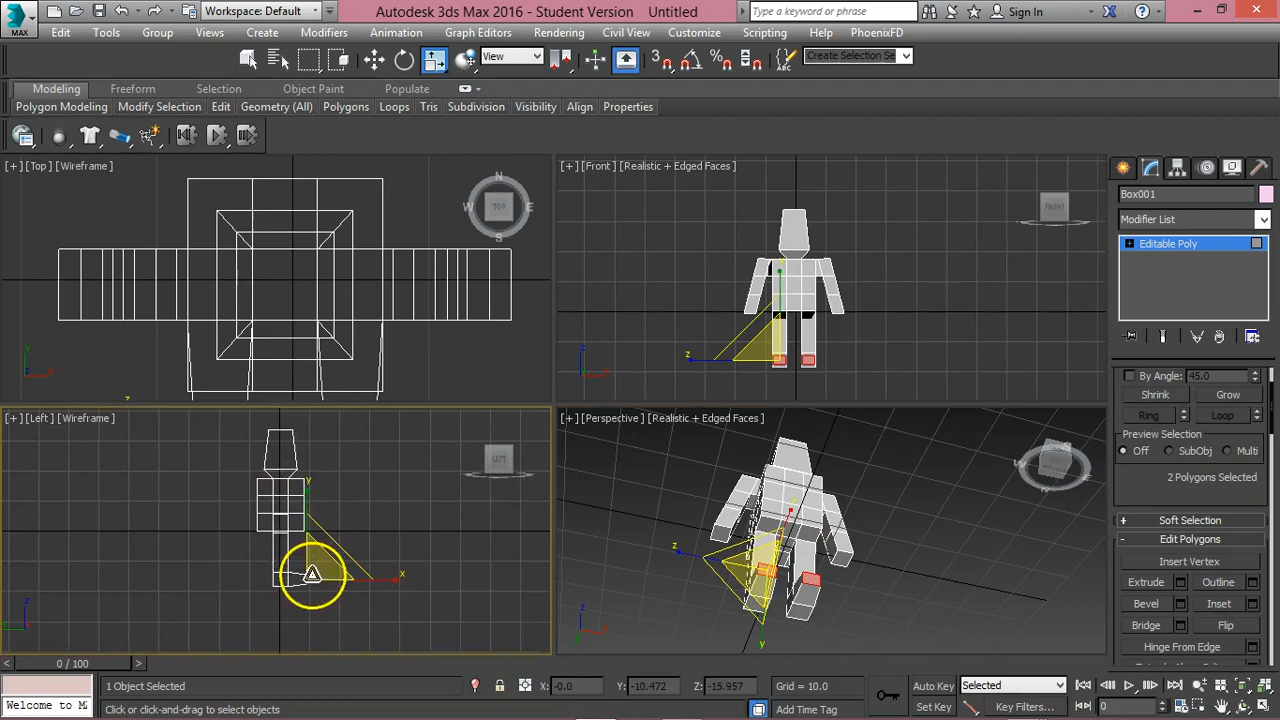 MAX
Workspace: Default
Autodesk 3ds Max 2016 - Student Version Untitled
Type a keyword or phrase
Sign In
Edit Tools Group Views Create Modifiers Animation Graph Editors Rendering Civil View Customize Scripting Help PhoenixFD
View
3
%
ABC
Create Selection Se
Modeling Freeform Selection Object Paint Populate
Polygon Modeling Modify Selection Edit Geometry (All) Polygons Loops Tris Subdivision Visibility Align Properties
[+] [Top] [Wireframe]
N
W TOP E
S
y
x
[+] [Front] [Realistic + Edged Faces]
FRONT
z
z
x
Box001
Modifier List
Editable Poly
By Angle: 45.0
Shrink Grow
Ring Loop
Preview Selection
Off SubObj Multi
2 Polygons Selected
+ Soft Selection
- Edit Polygons
Insert Vertex
Extrude Outline
Bevel Inset
Bridge Flip
Hinge From Edge
[+] [Left] [Wireframe]
LEFT
y
x
z
y
[+] [Perspective] [Realistic + Edged Faces]
z
y
z
x
0 / 100
1 Object Selected
X: -0.0 Y: -10.472 Z: -15.957 Grid = 10.0
Auto Key Selected
Welcome to M
Click or click-and-drag to select objects
Add Time Tag
Set Key Key Filters...
0